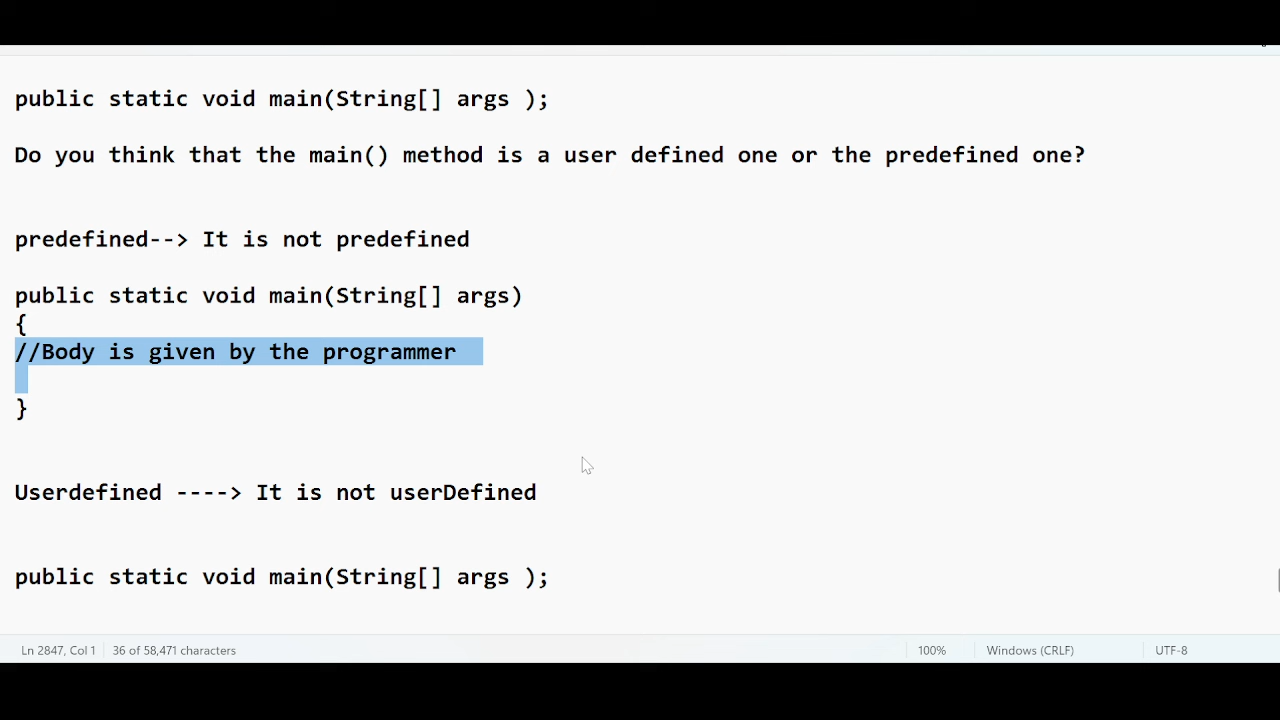 public static void main(String[] args );
Do you think that the main() method is a user defined one or the predefined one?
predefined--> It is not predefined
public static void main(String[] args)
{
//Body is given by the programmer
}
Userdefined ----> It is not userDefined
public static void main(String[] args );
Ln 2847, Col 1 36 of 58,471 characters 100% Windows (CRLF) UTF-8